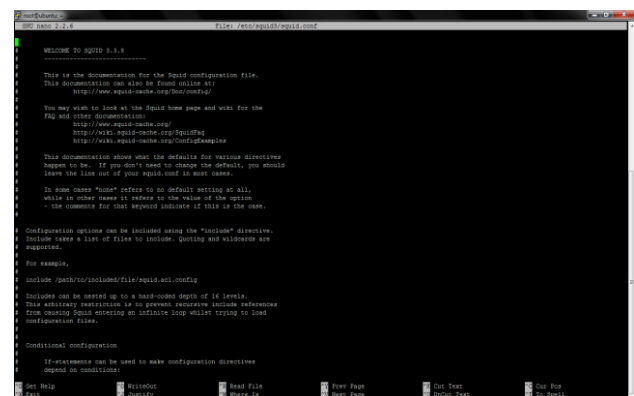 root@ubuntu: ~
GNU nano 2.2.6 File: /etc/squid3/squid.conf
#
# WELCOME TO SQUID 3.3.8
# ----------------------------
#
# This is the documentation for the Squid configuration file.
# This documentation can also be found online at:
# http://www.squid-cache.org/Doc/config/
#
# You may wish to look at the Squid home page and wiki for the
# FAQ and other documentation:
# http://www.squid-cache.org/
# http://wiki.squid-cache.org/SquidFaq
# http://wiki.squid-cache.org/ConfigExamples
#
# This documentation shows what the defaults for various directives
# happen to be. If you don't need to change the default, you should
# leave the line out of your squid.conf in most cases.
#
# In some cases "none" refers to no default setting at all,
# while in other cases it refers to the value of the option
# - the comments for that keyword indicate if this is the case.
#
# Configuration options can be included using the "include" directive.
# Include takes a list of files to include. Quoting and wildcards are
# supported.
#
# For example,
#
# include /path/to/included/file/squid.acl.config
#
# Includes can be nested up to a hard-coded depth of 16 levels.
# This arbitrary restriction is to prevent recursive include references
# from causing Squid entering an infinite loop whilst trying to load
# configuration files.
#
# Conditional configuration
#
# If-statements can be used to make configuration directives
# depend on conditions:
^G Get Help ^O WriteOut ^R Read File ^Y Prev Page ^K Cut Text ^C Cur Pos
^X Exit ^J Justify ^W Where Is ^V Next Page ^U UnCut Text ^T To Spell